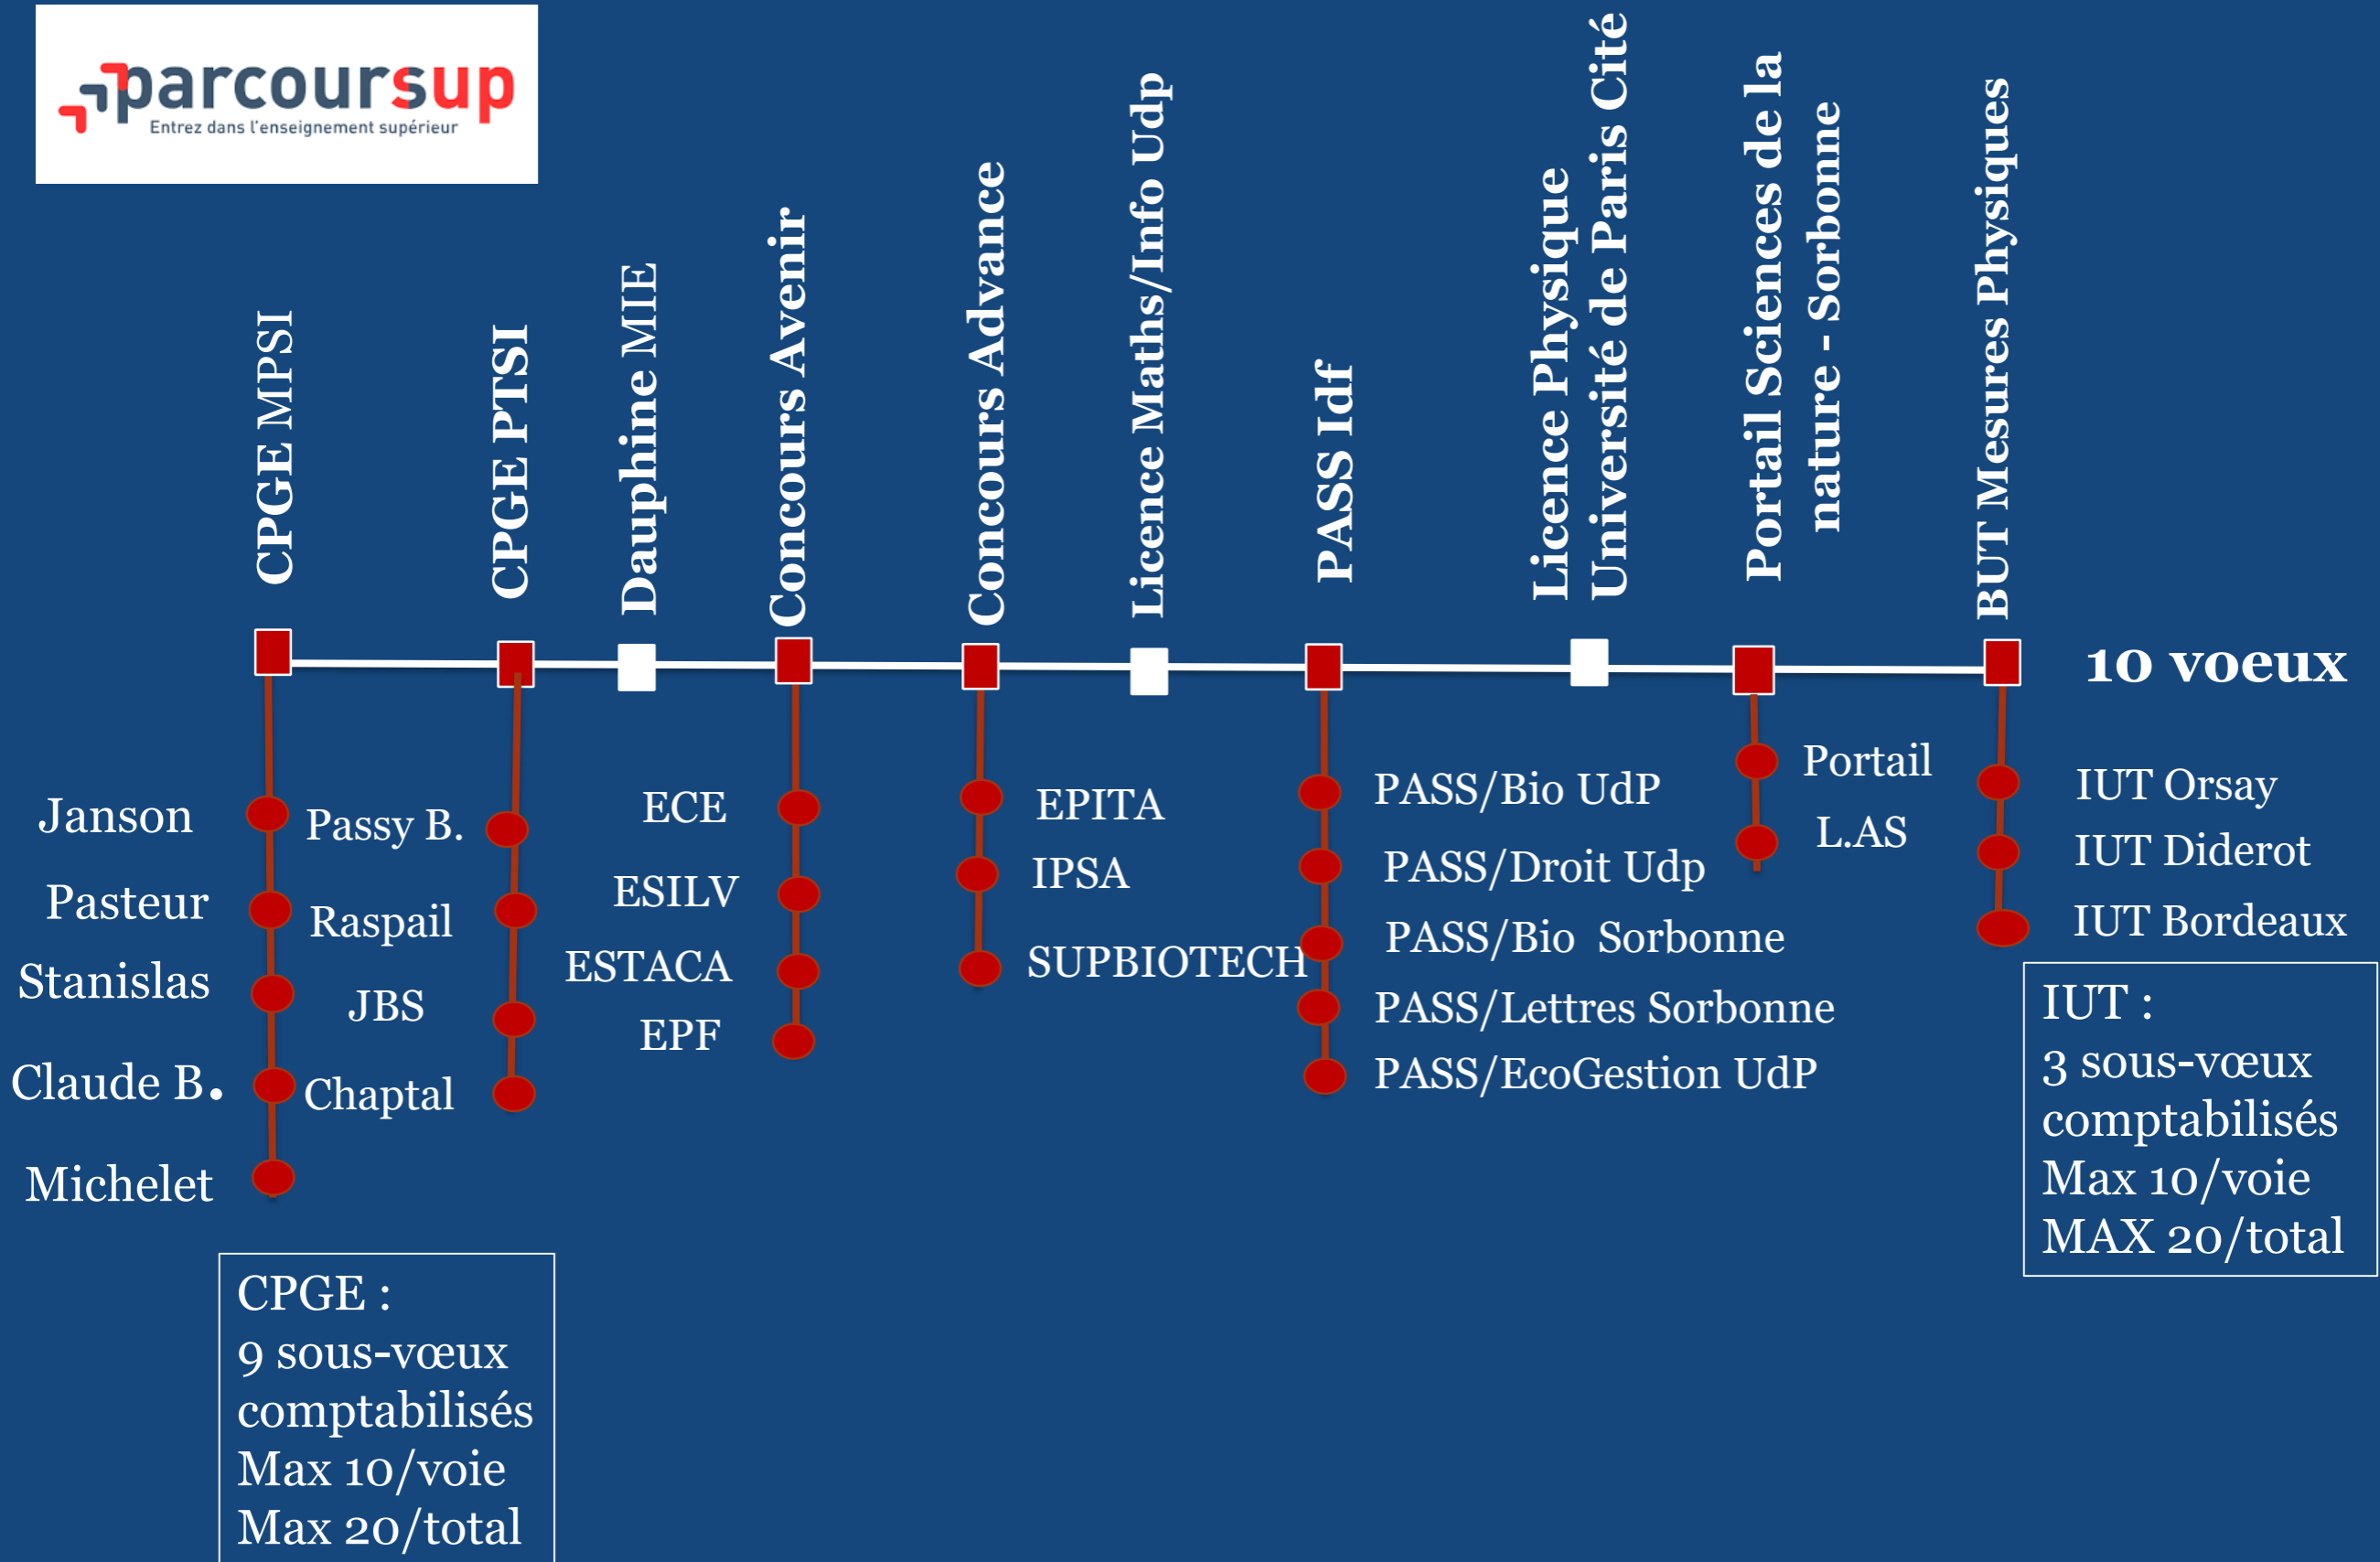 parcoursup
Entrez dans l'enseignement supérieur
CPGE MPSI
CPGE PTSI
Dauphine MIE
Concours Avenir
Concours Advance
Licence Maths/Info Udp
PASS Idf
Licence Physique
Université de Paris Cité
Portail Sciences de la
nature - Sorbonne
BUT Mesures Physiques
10 voeux
Janson
Pasteur
Stanislas
Claude B.
Michelet
Passy B.
Raspail
JBS
Chaptal
ECE
ESILV
ESTACA
EPF
EPITA
IPSA
SUPBIOTECH
PASS/Bio UdP
PASS/Droit Udp
PASS/Bio  Sorbonne
PASS/Lettres Sorbonne
PASS/EcoGestion UdP
Portail
L.AS
IUT Orsay
IUT Diderot
IUT Bordeaux
IUT :
3 sous-vœux
comptabilisés
Max 10/voie
MAX 20/total
CPGE :
9 sous-vœux
comptabilisés
Max 10/voie
Max 20/total